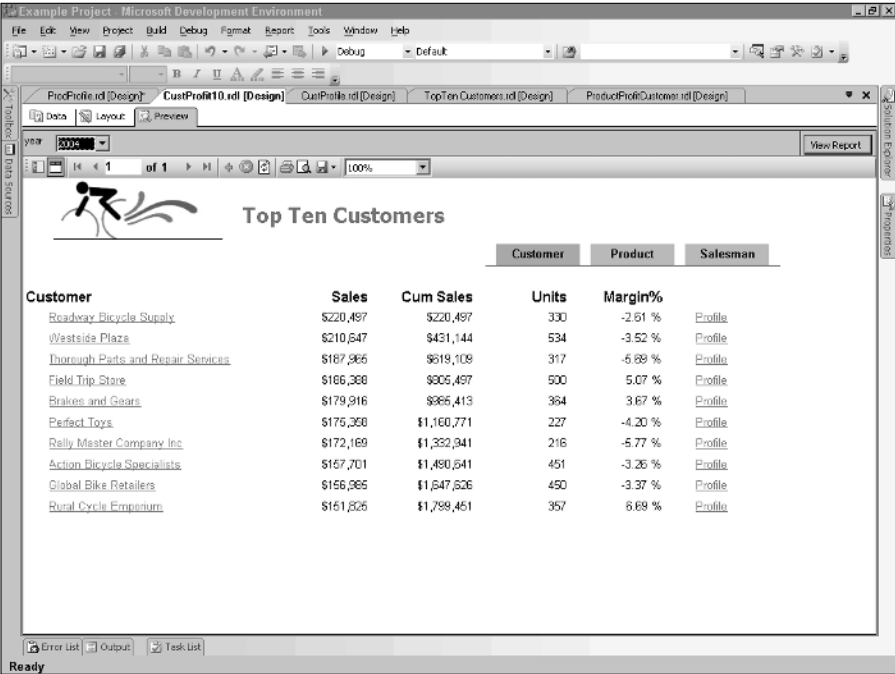 Example Project - Microsoft Development Environment
File Edit View Project Build Debug Format Report Tools Window Help
Debug Default
B I U A
ProdProfile.rdl [Design]* CustProfit10.rdl [Design] CustProfile.rdl [Design] TopTen Customers.rdl [Design] ProductProfitCustomer.rdl [Design]
Toolbox
Data Sources
Solution Explorer
Properties
Data Layout Preview
year 2004 View Report
1 of 1 100%
Top Ten Customers
Customer Product Salesman
Customer Sales Cum Sales Units Margin%
Roadway Bicycle Supply $220,497 $220,497 330 -2.61 % Profile
Westside Plaza $210,647 $431,144 534 -3.52 % Profile
Thorough Parts and Repair Services $187,965 $619,109 317 -5.69 % Profile
Field Trip Store $186,388 $805,497 500 5.07 % Profile
Brakes and Gears $179,916 $985,413 364 3.67 % Profile
Perfect Toys $175,358 $1,160,771 227 -4.20 % Profile
Rally Master Company Inc $172,169 $1,332,941 216 -5.77 % Profile
Action Bicycle Specialists $157,701 $1,490,641 451 -3.26 % Profile
Global Bike Retailers $156,985 $1,647,626 450 -3.37 % Profile
Rural Cycle Emporium $151,825 $1,799,451 357 6.69 % Profile
Error List Output Task List
Ready